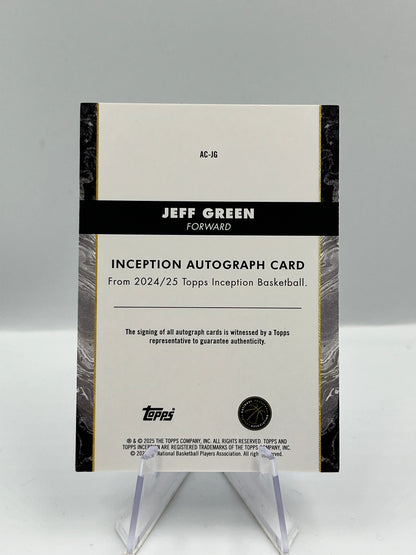 AC-JG
JEFF GREEN
FORWARD
INCEPTION AUTOGRAPH CARD
From 2024/25 Topps Inception Basketball.
The signing of all autograph cards is witnessed by a Topps
representative to guarantee authenticity.
Topps
® & © 2025 THE TOPPS COMPANY, INC. ALL RIGHTS RESERVED. TOPPS AND
TOPPS INCEPTION ARE REGISTERED TRADEMARKS OF THE TOPPS COMPANY, INC.
National Basketball Players Association. All rights